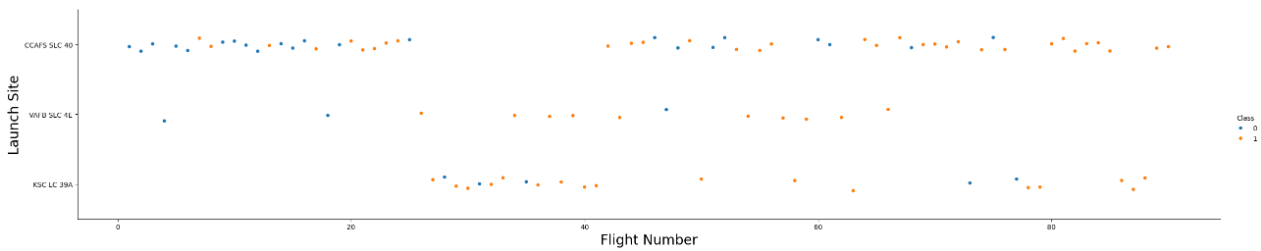 Launch Site
CCAFS SLC 40
VAFB SLC 4E
KSC LC 39A
0 20 40 60 80
Flight Number
Class
0
1